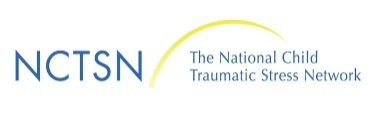 NCTSN
The National Child
Traumatic Stress Network